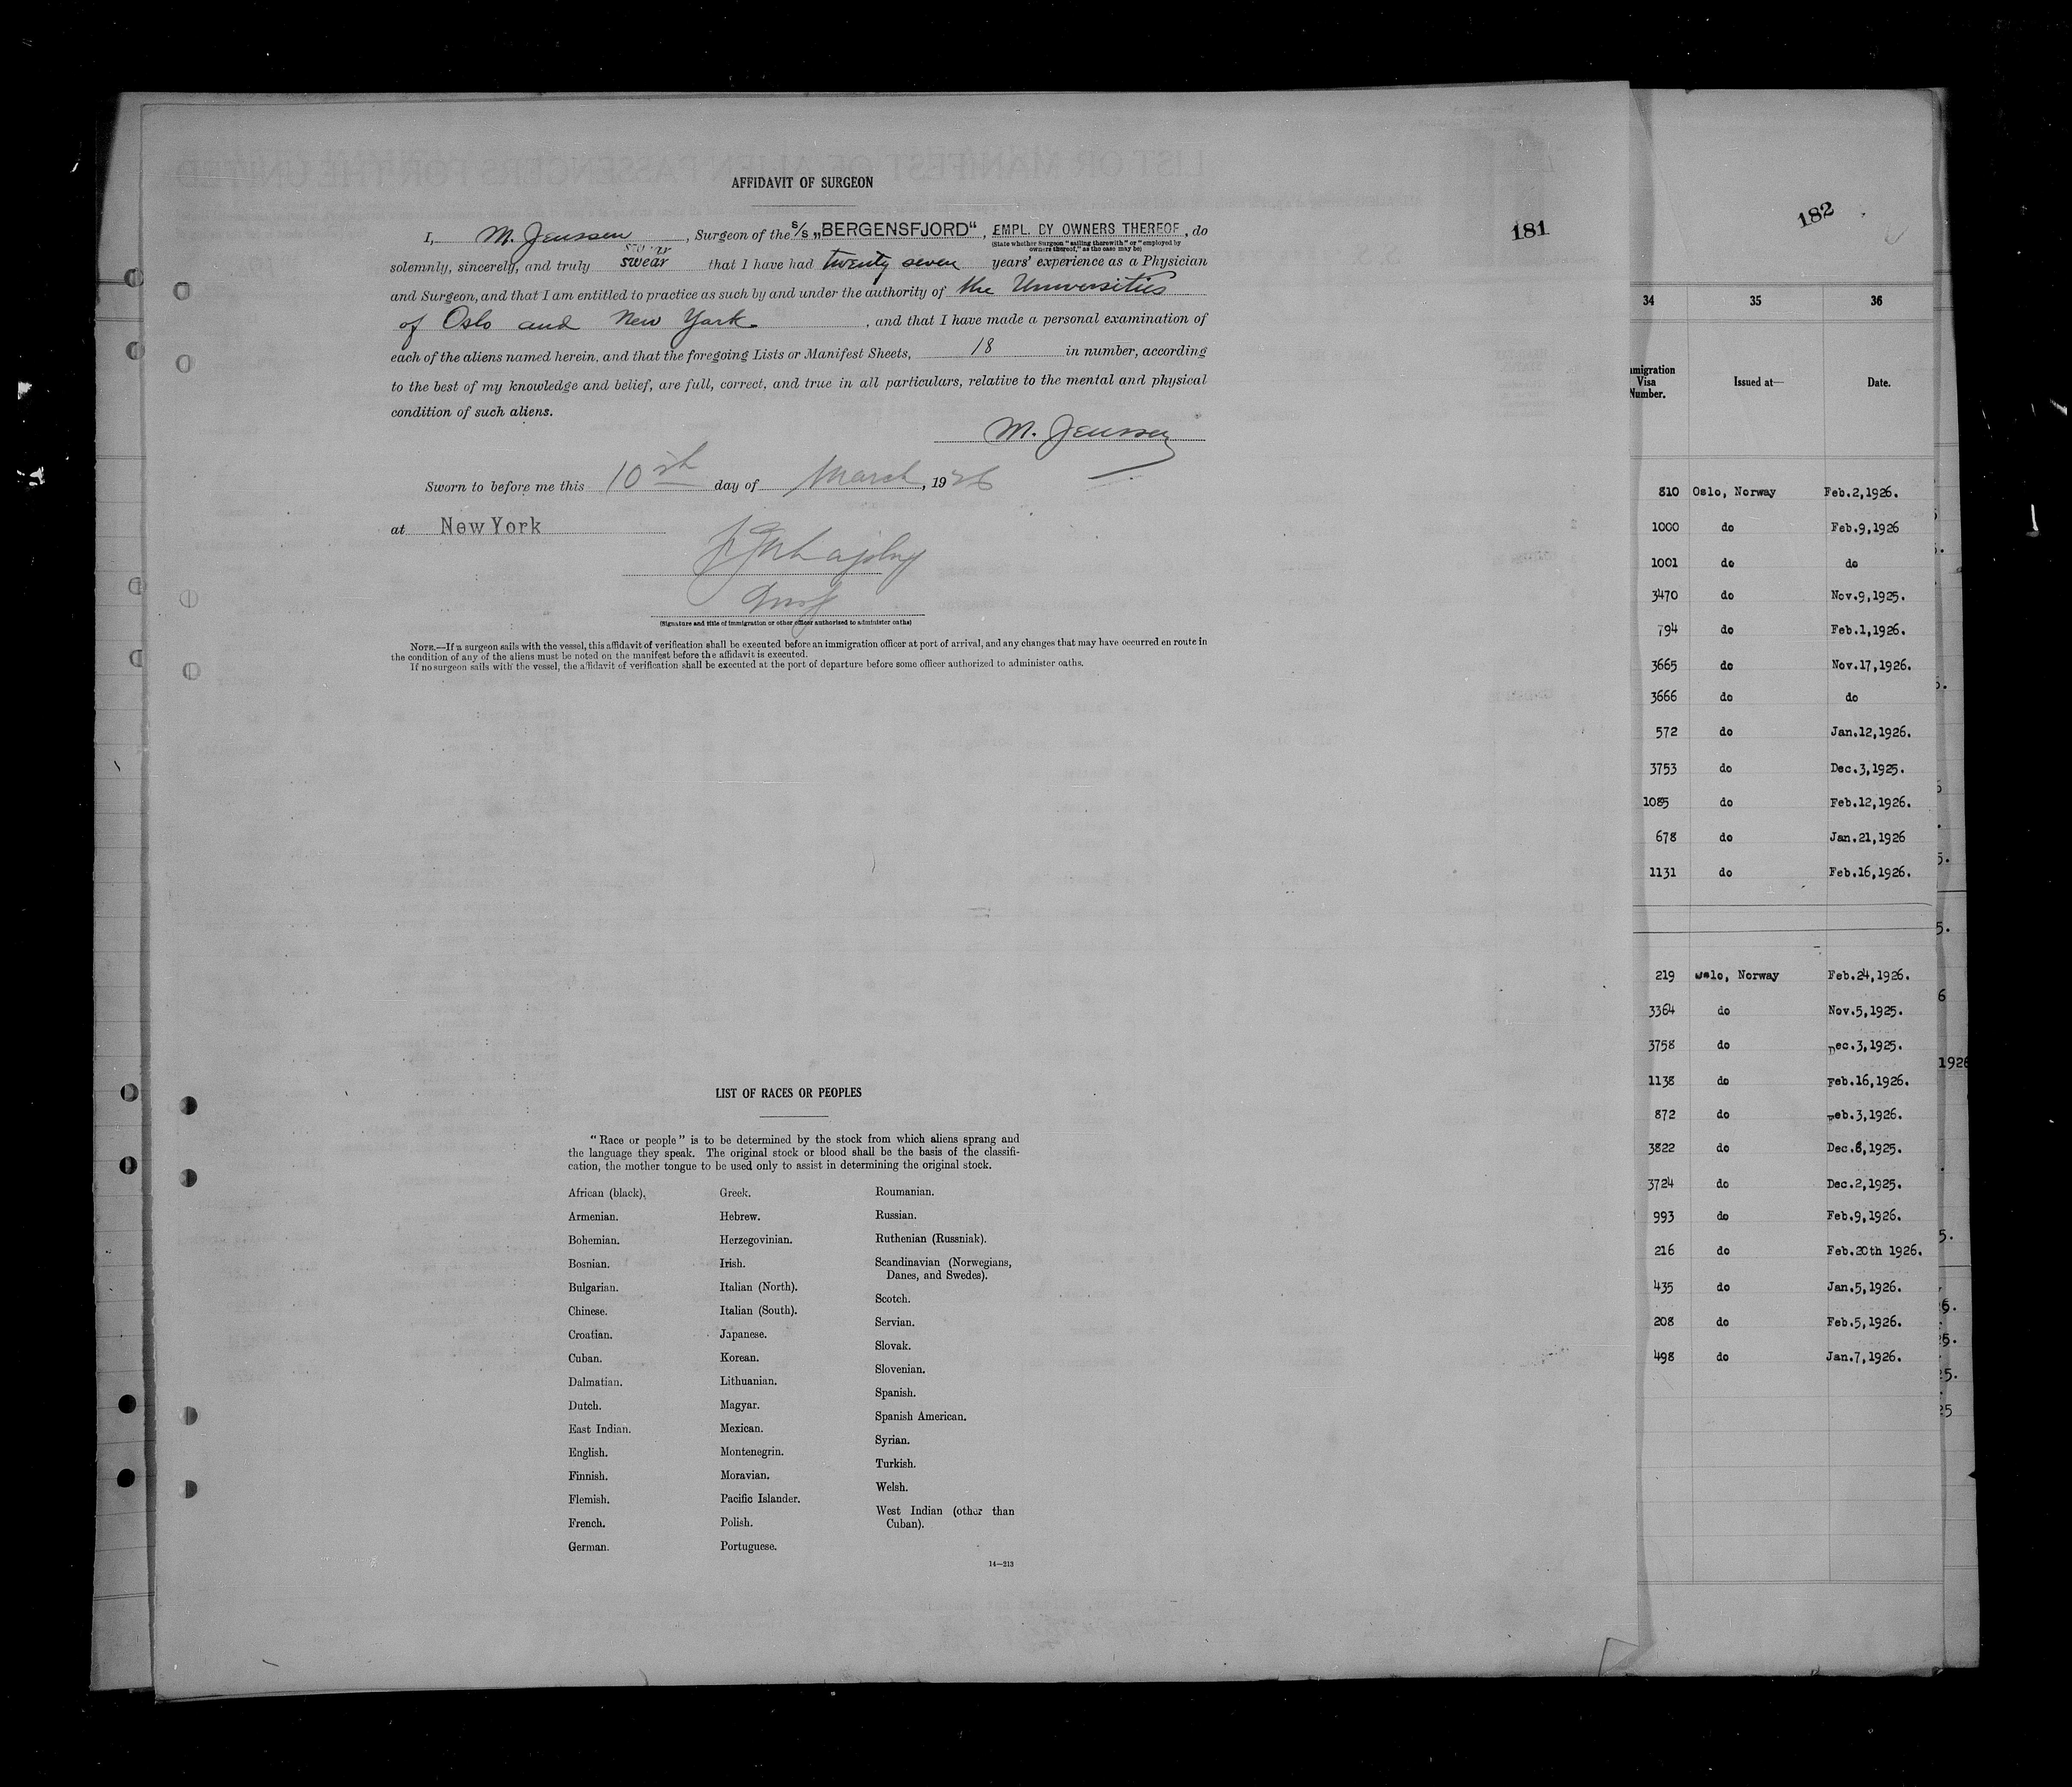 AFFIDAVIT OF SURGEON
I, M. Jenssen, Surgeon of the S/S „BERGENSFJORD“, EMPL. BY OWNERS THEREOF, do
(State whether Surgeon "sailing therewith" or "employed by
owners thereof," as the case may be)
solemnly, sincerely, and truly swear that I have had twenty seven years' experience as a Physician
and Surgeon, and that I am entitled to practice as such by and under the authority of the Universities
of Oslo and New York, and that I have made a personal examination of
each of the aliens named herein, and that the foregoing Lists or Manifest Sheets, 18 in number, according
to the best of my knowledge and belief, are full, correct, and true in all particulars, relative to the mental and physical
condition of such aliens.
M. Jenssen
Sworn to before me this 10th day of March, 1926
at New York
(Signature and title of immigration or other officer authorized to administer oaths)
NOTE.—If a surgeon sails with the vessel, this affidavit of verification shall be executed before an immigration officer at port of arrival, and any changes that may have occurred en route in
the condition of any of the aliens must be noted on the manifest before the affidavit is executed.
If no surgeon sails with the vessel, the affidavit of verification shall be executed at the port of departure before some officer authorized to administer oaths.
LIST OF RACES OR PEOPLES
"Race or people" is to be determined by the stock from which aliens sprang and
the language they speak. The original stock or blood shall be the basis of the classifi-
cation, the mother tongue to be used only to assist in determining the original stock.
African (black).
Armenian.
Bohemian.
Bosnian.
Bulgarian.
Chinese.
Croatian.
Cuban.
Dalmatian.
Dutch.
East Indian.
English.
Finnish.
Flemish.
French.
German.
Greek.
Hebrew.
Herzegovinian.
Irish.
Italian (North).
Italian (South).
Japanese.
Korean.
Lithuanian.
Magyar.
Mexican.
Montenegrin.
Moravian.
Pacific Islander.
Polish.
Portuguese.
Roumanian.
Russian.
Ruthenian (Russniak).
Scandinavian (Norwegians,
Danes, and Swedes).
Scotch.
Servian.
Slovak.
Slovenian.
Spanish.
Spanish American.
Syrian.
Turkish.
Welsh.
West Indian (other than
Cuban).
14—213
181
182
34 35 36
migration
Visa
Number. Issued at— Date.
810 Oslo, Norway Feb.2,1926.
1000 do Feb.9,1926
1001 do do
3470 do Nov.9,1925.
794 do Feb.1,1926.
3665 do Nov.17,1926.
3666 do do
572 do Jan.12,1926.
3753 do Dec.3,1925.
1085 do Feb.12,1926.
678 do Jan.21,1926
1131 do Feb.16,1926.
219 Oslo, Norway Feb.24,1926.
3364 do Nov.5,1925.
3758 do Dec.3,1925.
1138 do Feb.16,1926.
872 do Feb.3,1926.
3822 do Dec.8,1925.
3724 do Dec.2,1925.
993 do Feb.9,1926.
216 do Feb.20th 1926.
435 do Jan.5,1926.
208 do Feb.5,1926.
498 do Jan.7,1926.
1926